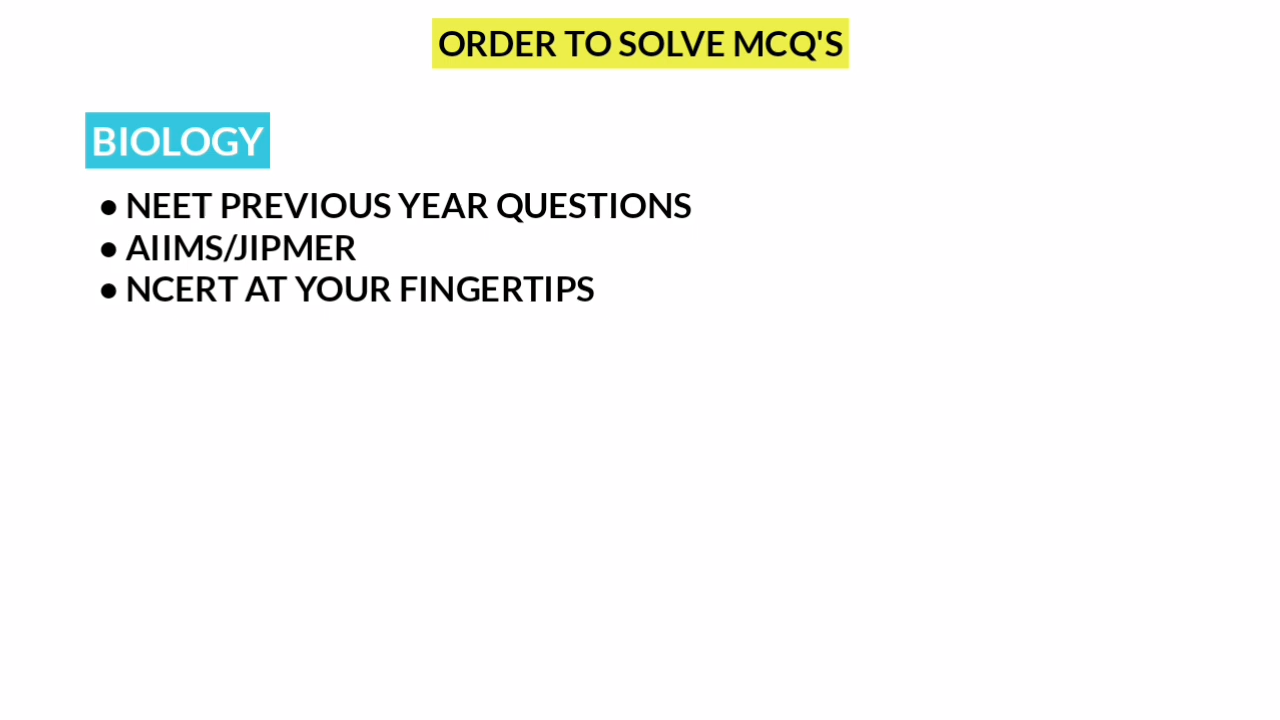 ORDER TO SOLVE MCQ'S
BIOLOGY
● NEET PREVIOUS YEAR QUESTIONS
● AIIMS/JIPMER
● NCERT AT YOUR FINGERTIPS